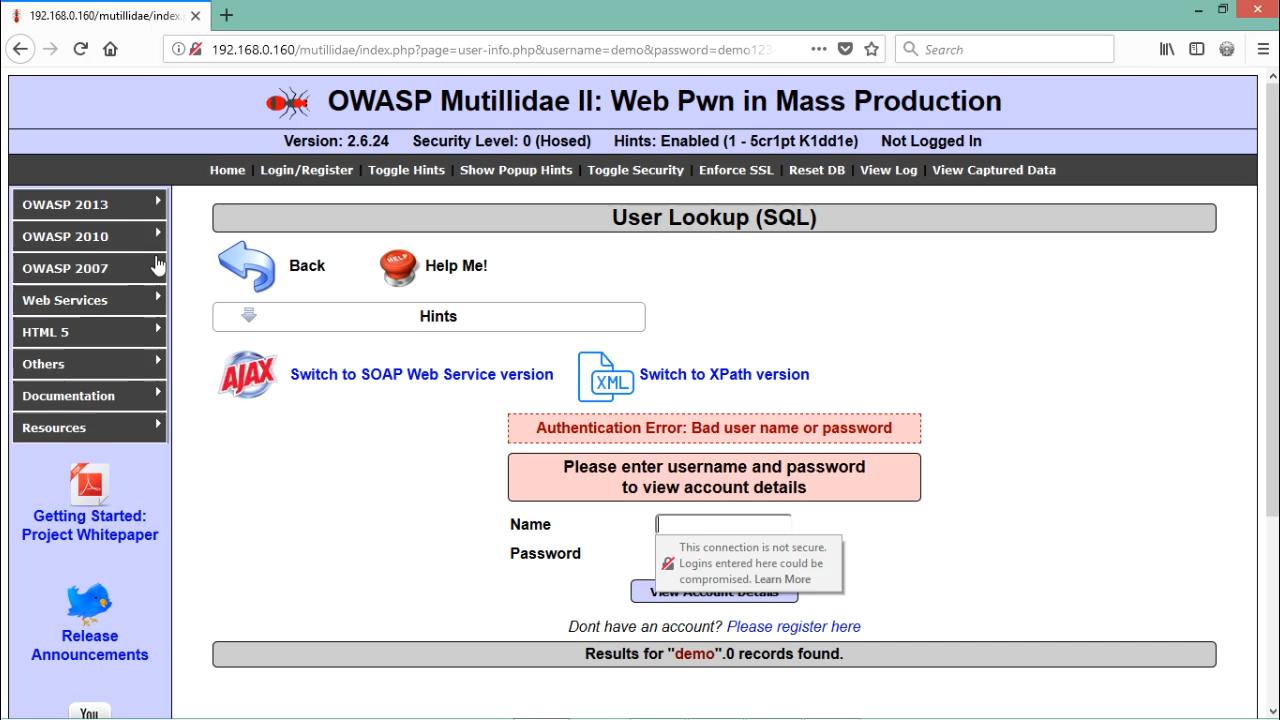 192.168.0.160/mutillidae/index.
192.168.0.160/mutillidae/index.php?page=user-info.php&username=demo&password=demo123
Search
OWASP Mutillidae II: Web Pwn in Mass Production
Version: 2.6.24 Security Level: 0 (Hosed) Hints: Enabled (1 - 5cr1pt K1dd1e) Not Logged In
Home Login/Register Toggle Hints Show Popup Hints Toggle Security Enforce SSL Reset DB View Log View Captured Data
OWASP 2013
OWASP 2010
OWASP 2007
Web Services
HTML 5
Others
Documentation
Resources
Getting Started:
Project Whitepaper
Release
Announcements
You
User Lookup (SQL)
HELP
Back Help Me!
Hints
AJAX
Switch to SOAP Web Service version
XML
Switch to XPath version
Authentication Error: Bad user name or password
Please enter username and password
to view account details
Name
Password
This connection is not secure.
Logins entered here could be
compromised. Learn More
View Account Details
Dont have an account? Please register here
Results for "demo".0 records found.